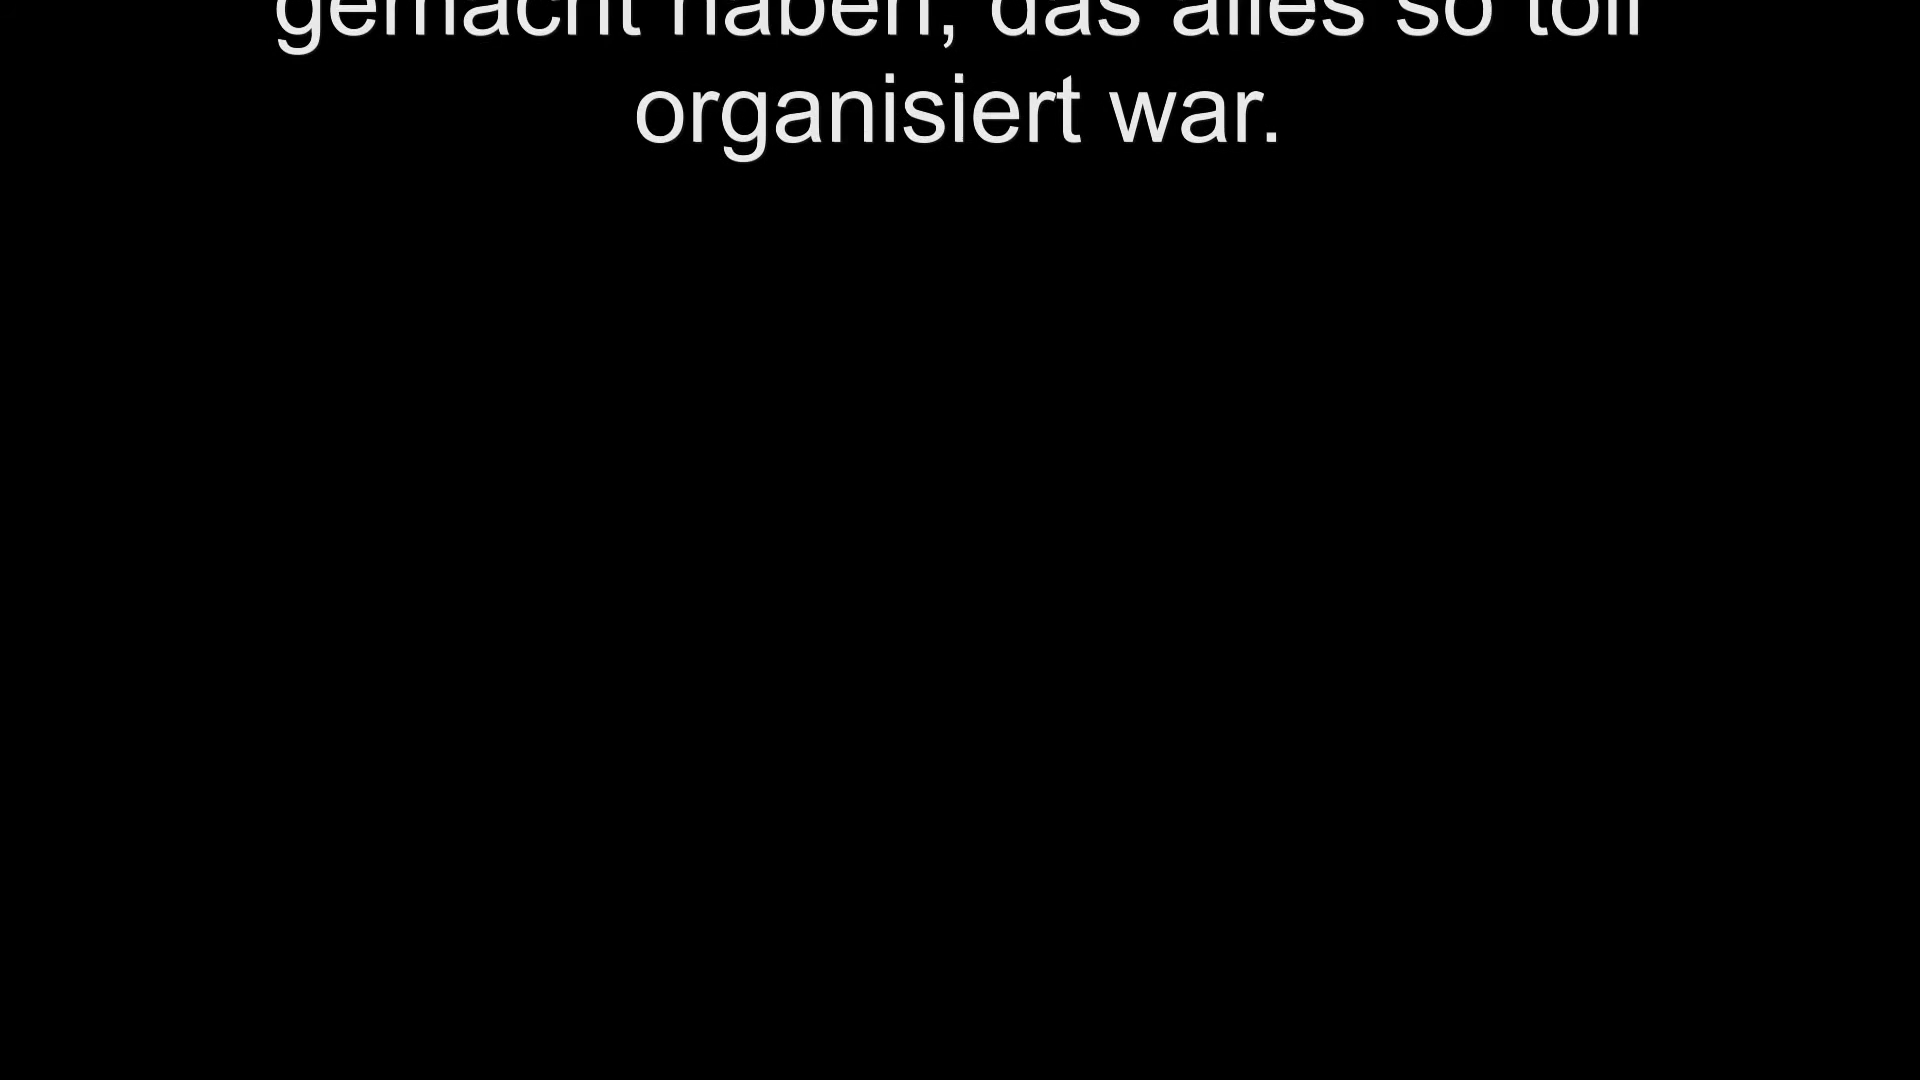 gemacht haben, das alles so toll
organisiert war.